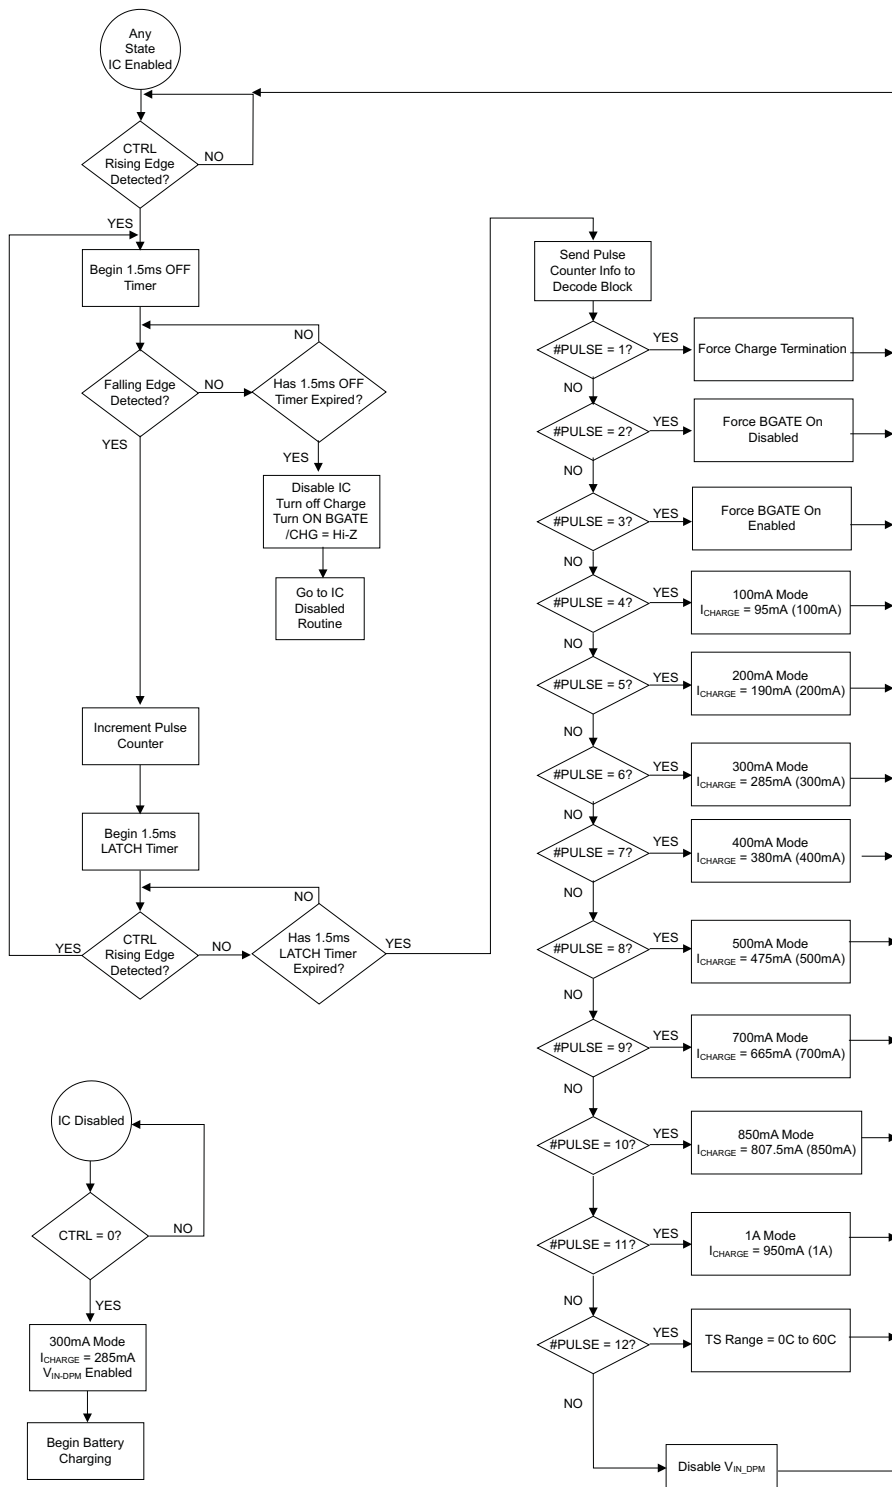 Any
State
IC Enabled
CTRL
Rising Edge
Detected?
NO
YES
Begin 1.5ms OFF
Timer
NO
Falling Edge
Detected?
NO
Has 1.5ms OFF
Timer Expired?
YES
YES
Disable IC
Turn off Charge
Turn ON BGATE
/CHG = Hi-Z
Go to IC
Disabled
Routine
Increment Pulse
Counter
Begin 1.5ms
LATCH Timer
NO
YES
CTRL
Rising Edge
Detected?
NO
Has 1.5ms
LATCH Timer
Expired?
YES
IC Disabled
CTRL = 0?
NO
YES
300mA Mode
ICHARGE = 285mA
VIN-DPM Enabled
Begin Battery
Charging
Send Pulse
Counter Info to
Decode Block
#PULSE = 1?
YES
Force Charge Termination
NO
#PULSE = 2?
YES
Force BGATE On
Disabled
NO
#PULSE = 3?
YES
Force BGATE On
Enabled
NO
#PULSE = 4?
YES
100mA Mode
ICHARGE = 95mA (100mA)
NO
#PULSE = 5?
YES
200mA Mode
ICHARGE = 190mA (200mA)
NO
#PULSE = 6?
YES
300mA Mode
ICHARGE = 285mA (300mA)
NO
#PULSE = 7?
YES
400mA Mode
ICHARGE = 380mA (400mA)
NO
#PULSE = 8?
YES
500mA Mode
ICHARGE = 475mA (500mA)
NO
#PULSE = 9?
YES
700mA Mode
ICHARGE = 665mA (700mA)
NO
#PULSE = 10?
YES
850mA Mode
ICHARGE = 807.5mA (850mA)
#PULSE = 11?
YES
1A Mode
ICHARGE = 950mA (1A)
NO
#PULSE = 12?
YES
TS Range = 0C to 60C
NO
Disable VIN_DPM